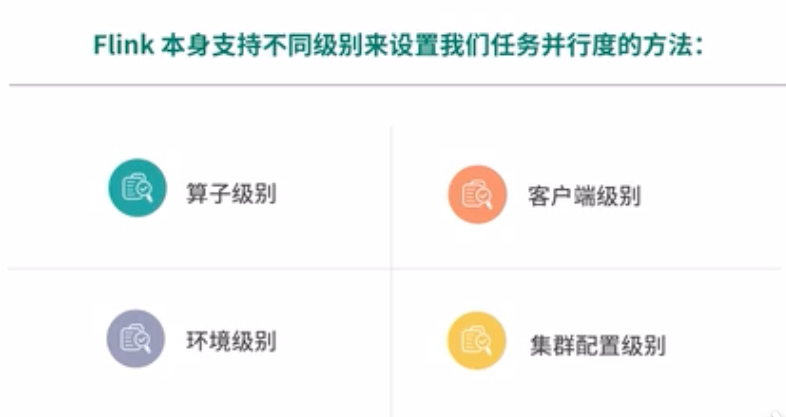 Flink 本身支持不同级别来设置我们任务并行度的方法：
算子级别
客户端级别
环境级别
集群配置级别